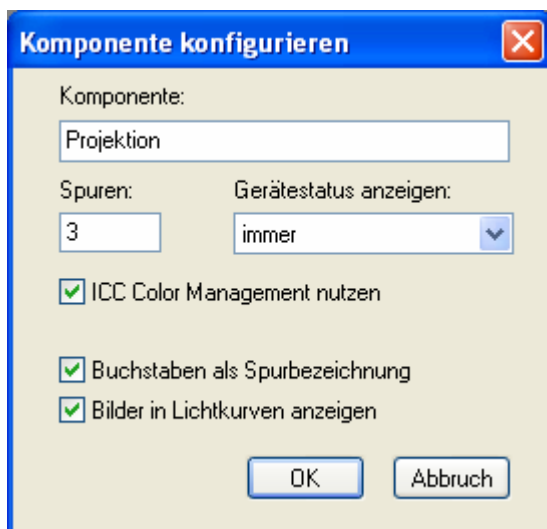 Komponente konfigurieren
Komponente:
Projektion
Spuren: Gerätestatus anzeigen:
3 immer
ICC Color Management nutzen
Buchstaben als Spurbezeichnung
Bilder in Lichtkurven anzeigen
OK Abbruch